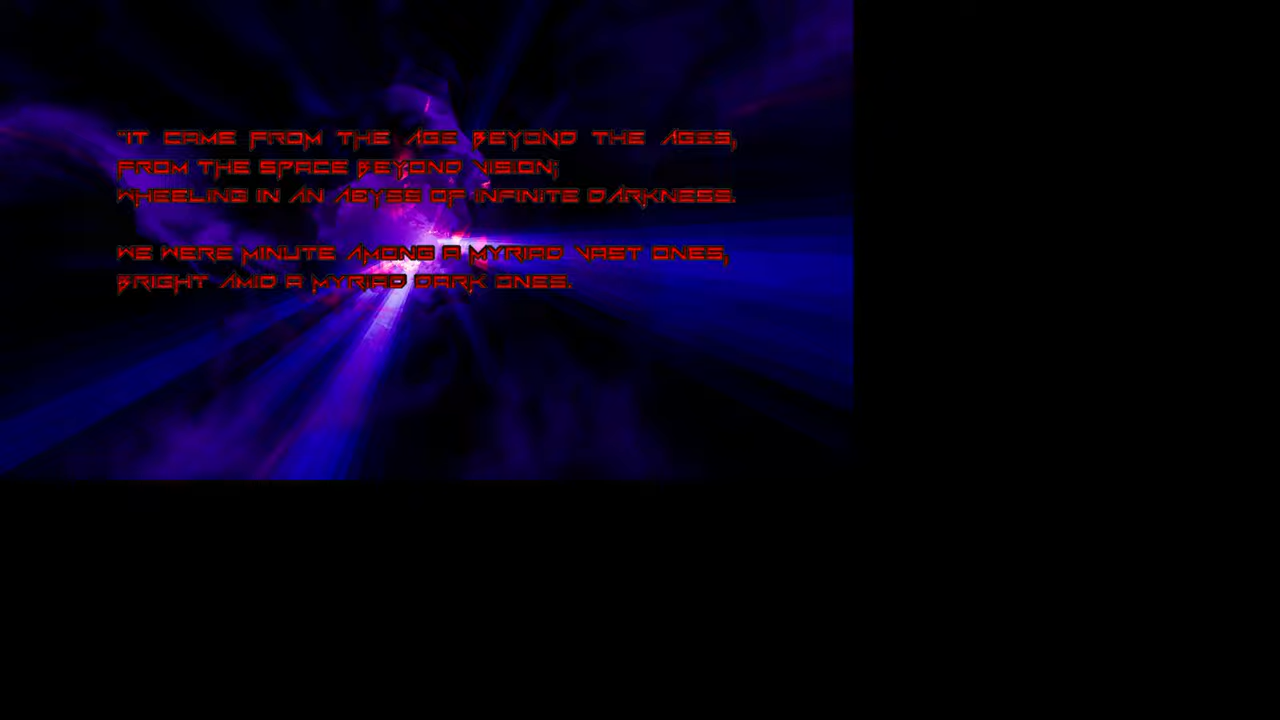 "IT CAME FROM THE AGE BEYOND THE AGES,
FROM THE SPACE BEYOND VISION;
WHEELING IN AN ABYSS OF INFINITE DARKNESS.
WE WERE MINUTE AMONG A MYRIAD VAST ONES,
BRIGHT AMID A MYRIAD DARK ONES.